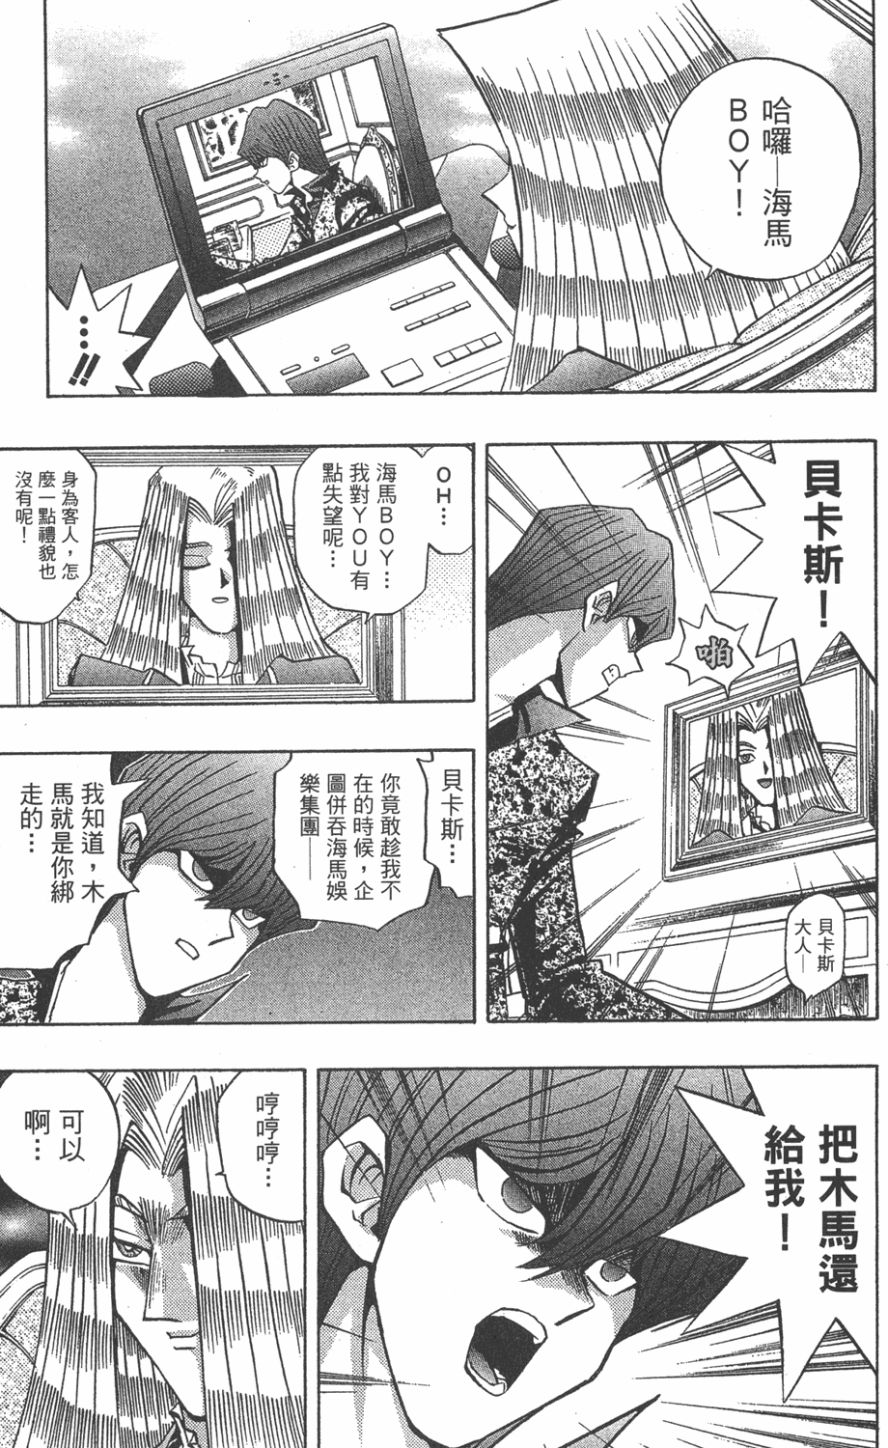 哈囉─海馬
BOY！
…!!
貝卡斯！
啪
貝卡斯
大人─
OH…
海馬BOY…
我對YOU有
點失望呢…
身為客人，怎
麼一點禮貌也
沒有呢！
貝卡斯…
你竟敢趁我不
在的時候，企
圖併吞海馬娛
樂集團──
我知道，木
馬就是你綁
走的…
把木馬還
給我！
哼哼哼…
可以
啊…